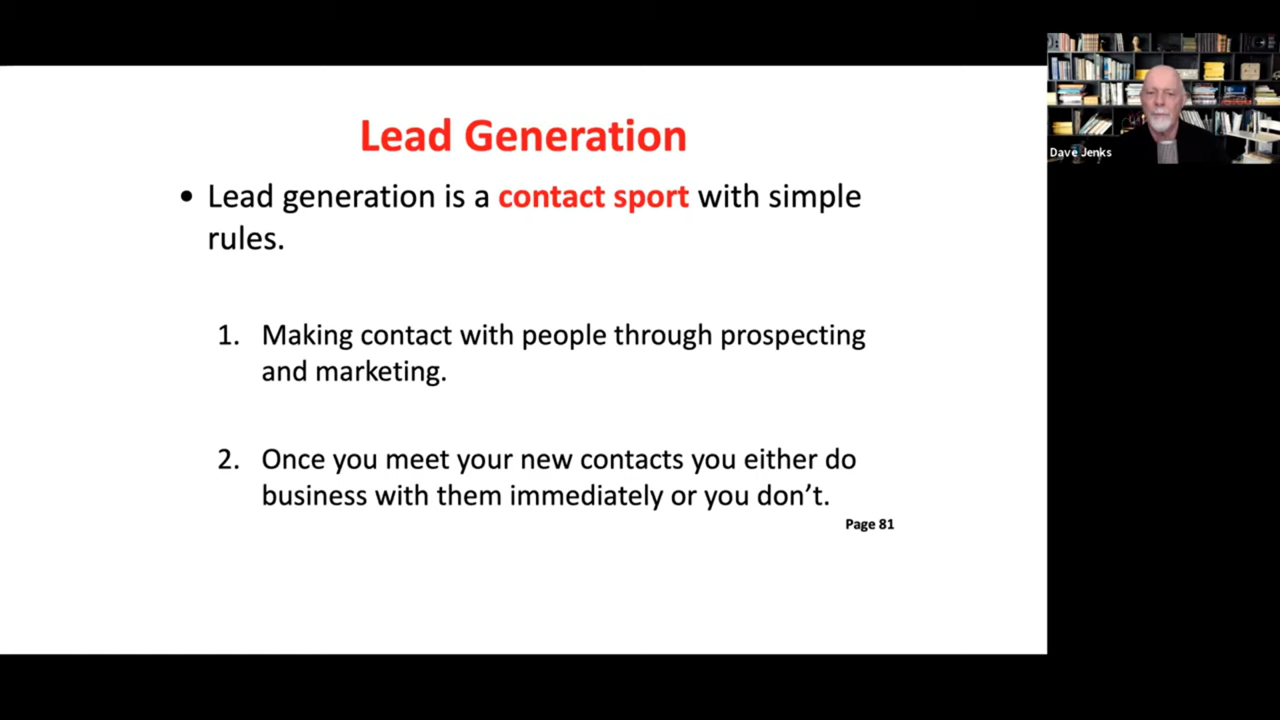 Lead Generation
• Lead generation is a contact sport with simple
rules.
1. Making contact with people through prospecting
and marketing.
2. Once you meet your new contacts you either do
business with them immediately or you don’t.
Page 81
Dave Jenks